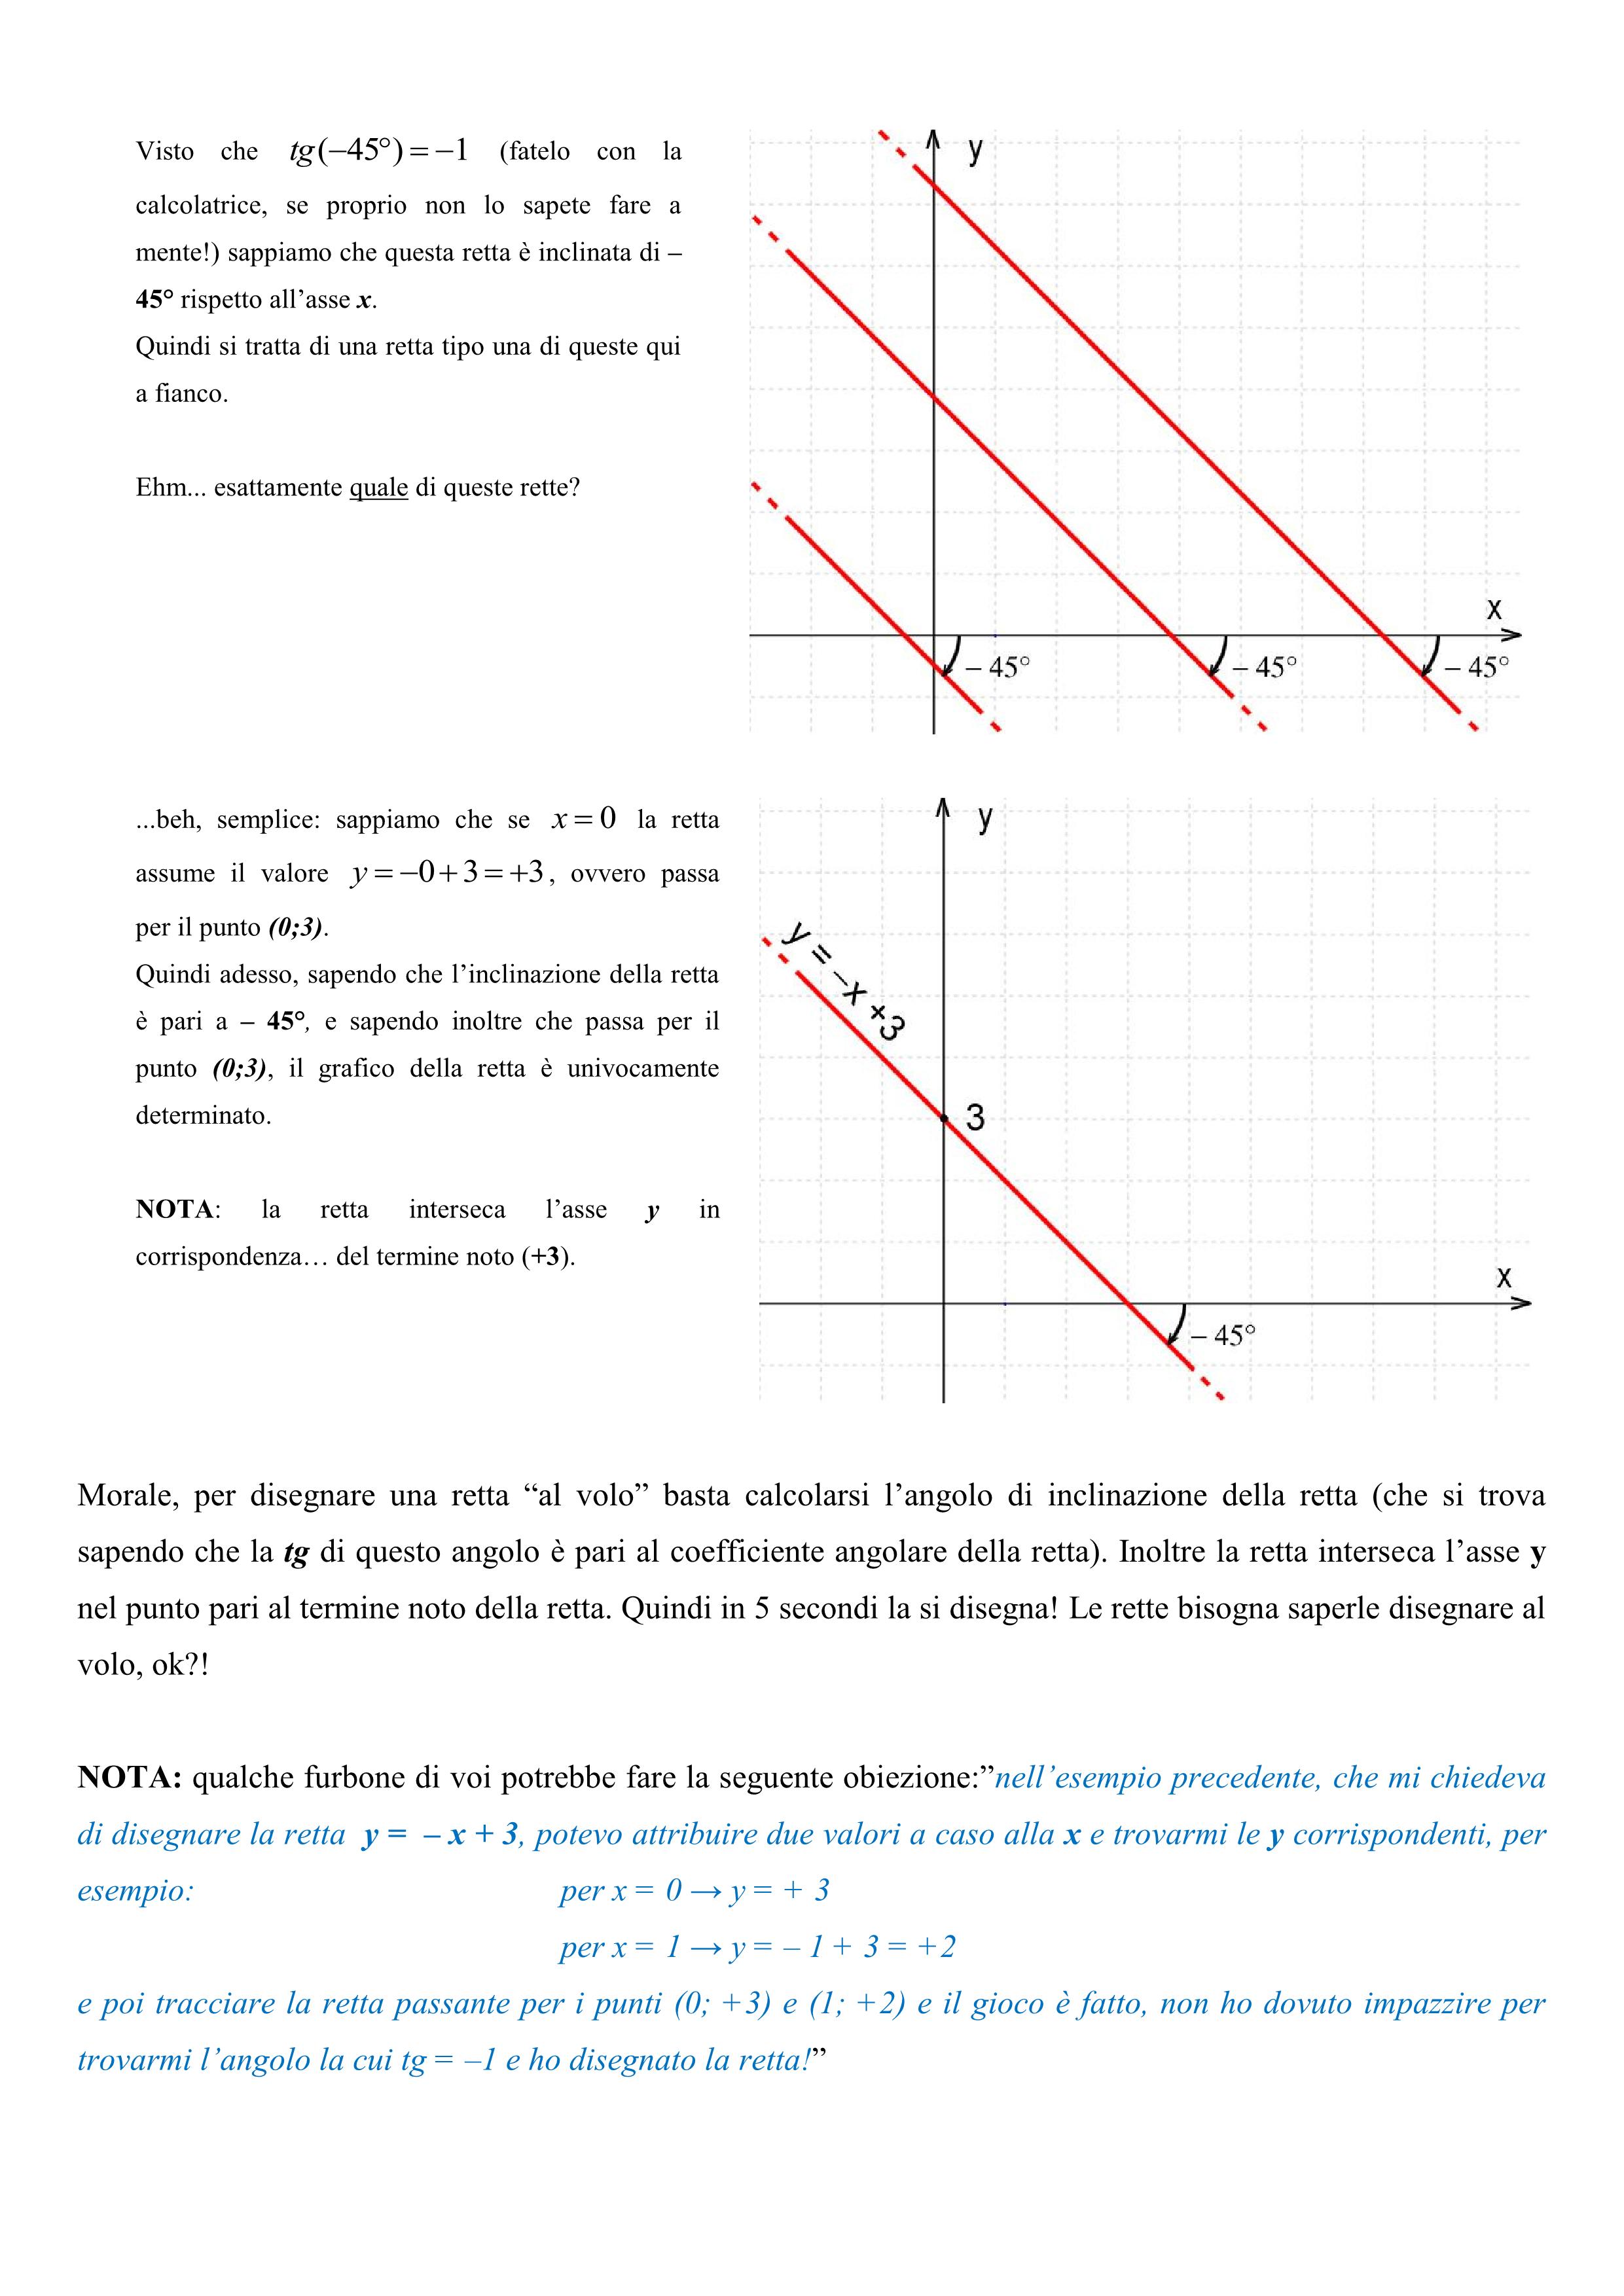 Visto che tg(−45°)=−1 (fatelo con la
calcolatrice, se proprio non lo sapete fare a
mente!) sappiamo che questa retta è inclinata di –
45° rispetto all’asse x.
Quindi si tratta di una retta tipo una di queste qui
a fianco.
Ehm... esattamente quale di queste rette?
y
x
– 45°
– 45°
– 45°
...beh, semplice: sappiamo che se x=0 la retta
assume il valore y=−0+3=+3, ovvero passa
per il punto (0;3).
Quindi adesso, sapendo che l’inclinazione della retta
è pari a – 45°, e sapendo inoltre che passa per il
punto (0;3), il grafico della retta è univocamente
determinato.
NOTA: la retta interseca l’asse y in
corrispondenza… del termine noto (+3).
y
y = –x +3
3
x
– 45°
Morale, per disegnare una retta “al volo” basta calcolarsi l’angolo di inclinazione della retta (che si trova
sapendo che la tg di questo angolo è pari al coefficiente angolare della retta). Inoltre la retta interseca l’asse y
nel punto pari al termine noto della retta. Quindi in 5 secondi la si disegna! Le rette bisogna saperle disegnare al
volo, ok?!
NOTA: qualche furbone di voi potrebbe fare la seguente obiezione:”nell’esempio precedente, che mi chiedeva
di disegnare la retta y = – x + 3, potevo attribuire due valori a caso alla x e trovarmi le y corrispondenti, per
esempio: per x = 0 → y = + 3
per x = 1 → y = – 1 + 3 = +2
e poi tracciare la retta passante per i punti (0; +3) e (1; +2) e il gioco è fatto, non ho dovuto impazzire per
trovarmi l’angolo la cui tg = –1 e ho disegnato la retta!”